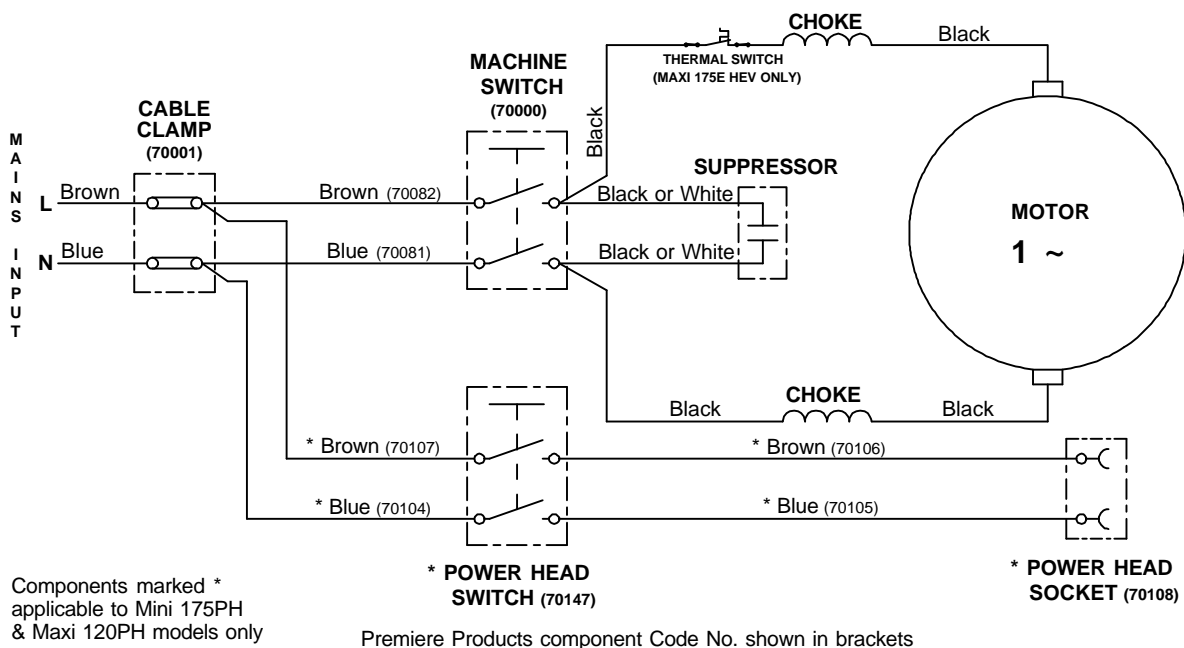 CHOKE
Black
THERMAL SWITCH
(MAXI 175E HEV ONLY)
MACHINE
SWITCH
(70000)
Black
CABLE
CLAMP
(70001)
MAINS INPUT
L
Brown
Brown (70082)
Black or White
SUPPRESSOR
MOTOR
1 ~
N
Blue
Blue (70081)
Black or White
CHOKE
Black
Black
* Brown (70107)
* Brown (70106)
* Blue (70104)
* Blue (70105)
* POWER HEAD
SWITCH (70147)
* POWER HEAD
SOCKET (70108)
Components marked *
applicable to Mini 175PH
& Maxi 120PH models only
Premiere Products component Code No. shown in brackets